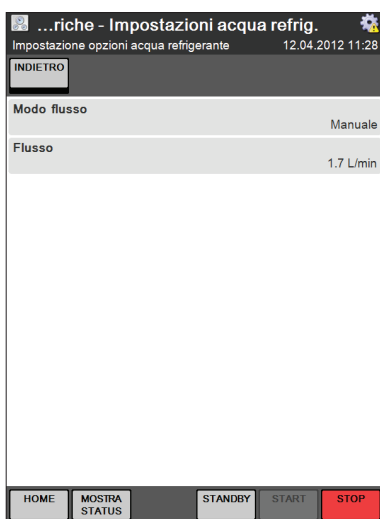 ...riche - Impostazioni acqua refrig.
Impostazione opzioni acqua refrigerante 12.04.2012 11:28
INDIETRO
Modo flusso
Manuale
Flusso
1.7 L/min
HOME MOSTRA STATUS STANDBY START STOP